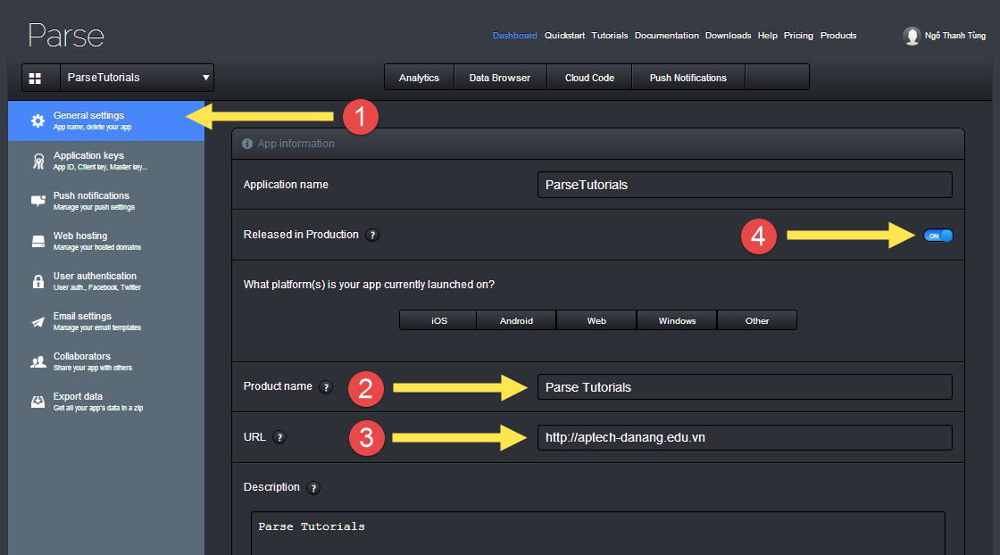 Parse
Dashboard Quickstart Tutorials Documentation Downloads Help Pricing Products Ngô Thanh Tùng
ParseTutorials
Analytics Data Browser Cloud Code Push Notifications
General settings
App name, delete your app
1
Application keys
App ID, Client key, Master key...
Push notifications
Manage your push settings
Web hosting
Manage your hosted domains
User authentication
User auth., Facebook, Twitter
Email settings
Manage your email templates
Collaborators
Share your app with others
Export data
Get all your app's data in a zip
i App information
Application name ParseTutorials
Released in Production ? 4 ON
What platform(s) is your app currently launched on?
iOS Android Web Windows Other
Product name ? 2 Parse Tutorials
URL ? 3 http://aptech-danang.edu.vn
Description ?
Parse Tutorials